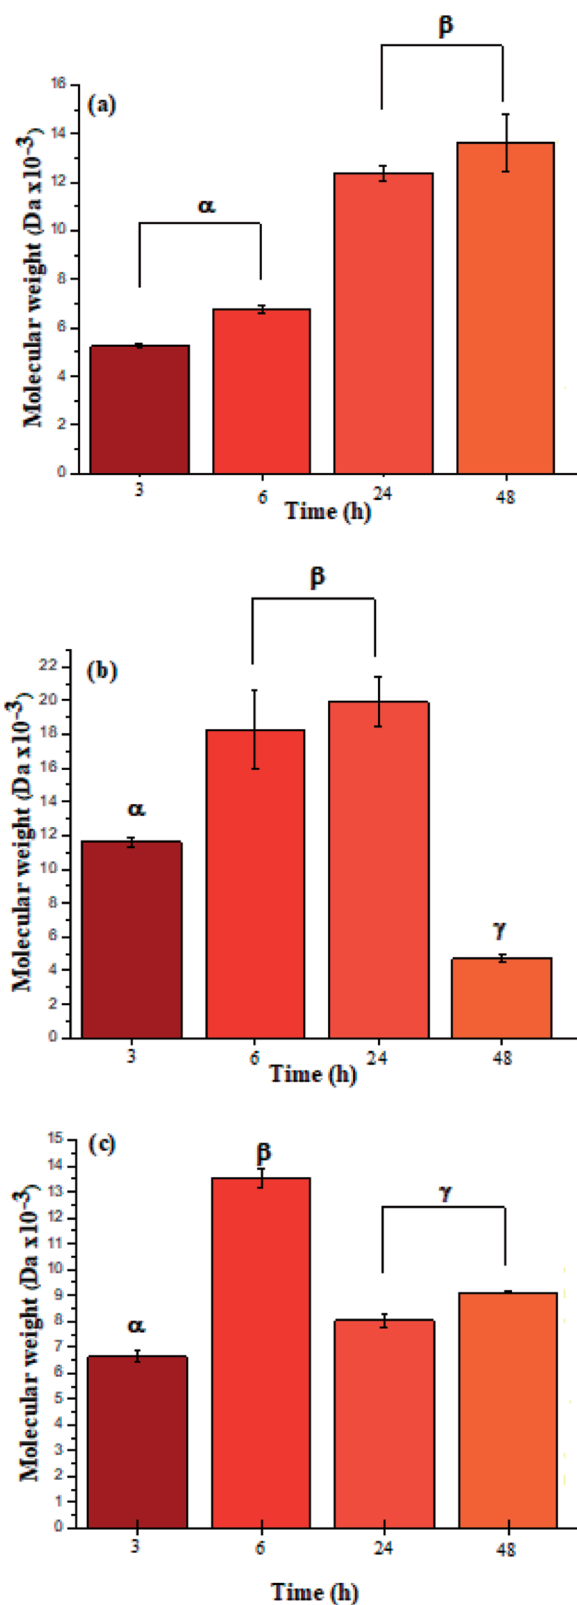 β
(a)
α
Molecular weight (Da x10-3)
16
14
12
10
8
6
4
2
0
3 6 24 48
Time (h)
β
(b)
α
γ
Molecular weight (Da x10-3)
22
20
18
16
14
12
10
8
6
4
2
0
3 6 24 48
Time (h)
(c)
β
γ
α
Molecular weight (Da x10-3)
15
14
13
12
11
10
9
8
7
6
5
4
3
2
1
0
3 6 24 48
Time (h)